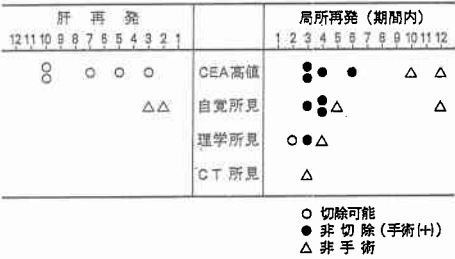 肝再発 局所再発（期間内）
12 11 10 9 8 7 6 5 4 3 2 1 1 2 3 4 5 6 7 8 9 10 11 12
CEA高値
自覚所見
理学所見
CT所見
○ 切除可能
● 非切除（手術(+)）
△ 非手術